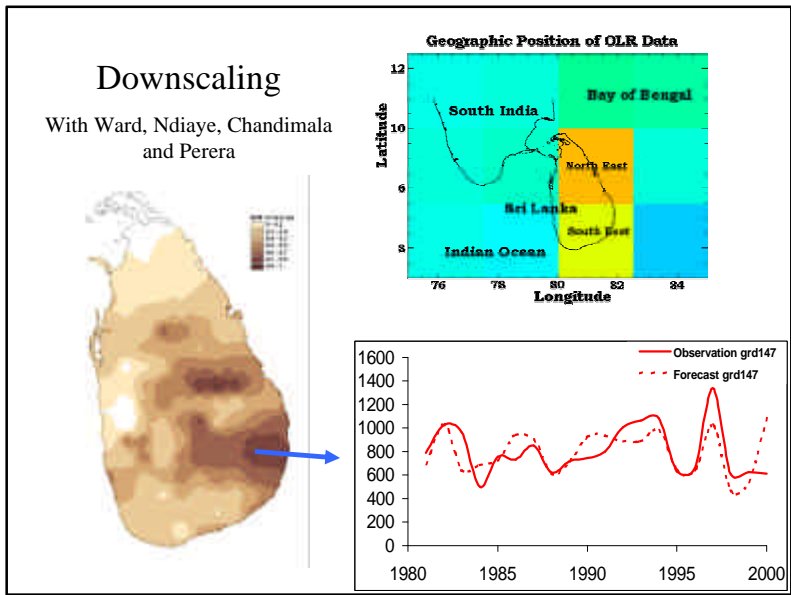 Downscaling
With Ward, Ndiaye, Chandimala
and Perera
Geographic Position of OLR Data
Latitude
12
10
6
2
South India
Bay of Bengal
North East
Sri Lanka
South East
Indian Ocean
76
78
80
82
84
Longitude
1600
1400
1200
1000
800
600
400
200
0
Observation grd147
Forecast grd147
1980
1985
1990
1995
2000